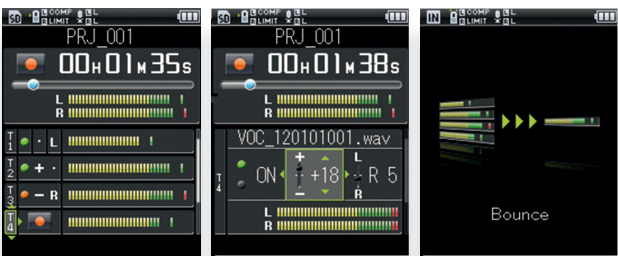 SD COMP L L
R LIMIT R L
PRJ_001
00H01M35S
L
R
T1 · L
T2 + ·
T3 − R
T4
SD COMP L L
R LIMIT R L
PRJ_001
00H01M38S
L
R
VOC_120101001.wav
+ L
T4 ON +18 R 5
− R
L
R
IN COMP L L
R LIMIT R L
Bounce